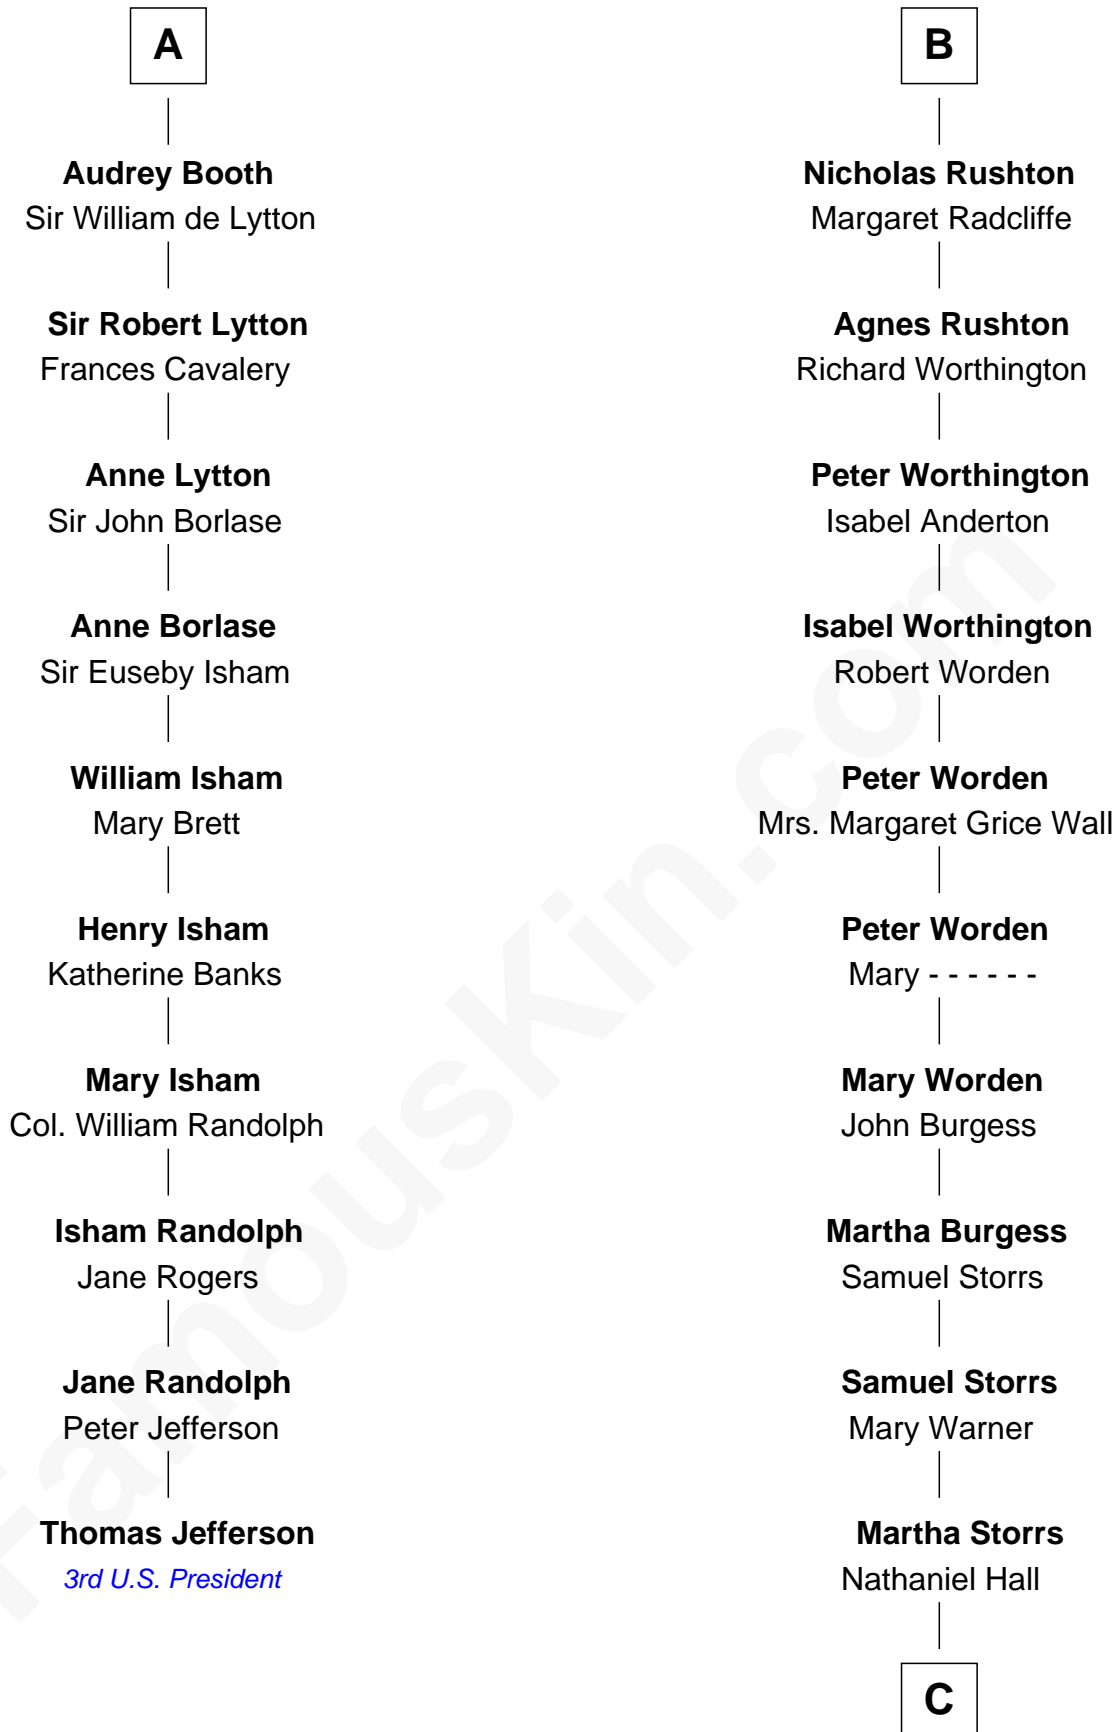 A
Audrey Booth
Sir William de Lytton
Sir Robert Lytton
Frances Cavalery
Anne Lytton
Sir John Borlase
Anne Borlase
Sir Euseby Isham
William Isham
Mary Brett
Henry Isham
Katherine Banks
Mary Isham
Col. William Randolph
Isham Randolph
Jane Rogers
Jane Randolph
Peter Jefferson
Thomas Jefferson
3rd U.S. President
B
Nicholas Rushton
Margaret Radcliffe
Agnes Rushton
Richard Worthington
Peter Worthington
Isabel Anderton
Isabel Worthington
Robert Worden
Peter Worden
Mrs. Margaret Grice Wall
Peter Worden
Mary - - - - - -
Mary Worden
John Burgess
Martha Burgess
Samuel Storrs
Samuel Storrs
Mary Warner
Martha Storrs
Nathaniel Hall
C
FamousKin.com